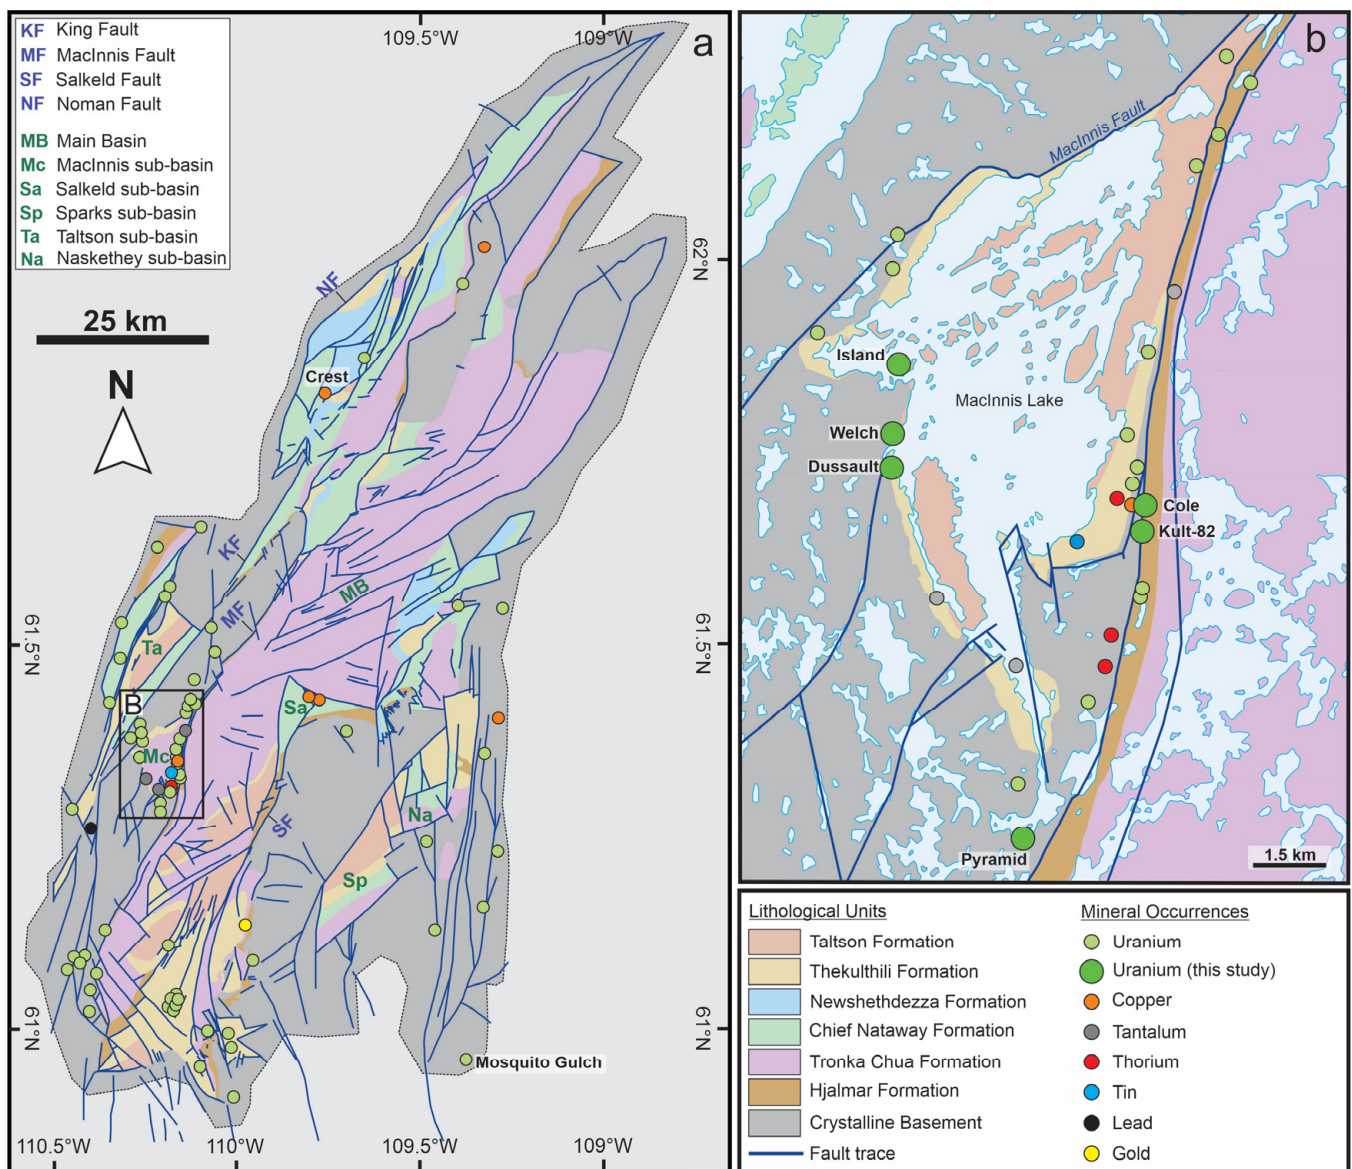 KF King Fault
MF MacInnis Fault
SF Salkeld Fault
NF Noman Fault
MB Main Basin
Mc MacInnis sub-basin
Sa Salkeld sub-basin
Sp Sparks sub-basin
Ta Taltson sub-basin
Na Naskethey sub-basin
25 km
N
109.5°W
109°W
a
62°N
NF
Crest
KF
MF
MB
61.5°N
61.5°N
Ta
B
Sa
Mc
Na
SF
Sp
61°N
61°N
Mosquito Gulch
110.5°W
110°W
109.5°W
109°W
b
MacInnis Fault
Island
MacInnis Lake
Welch
Dussault
Cole
Kult-82
Pyramid
1.5 km
Lithological Units
Taltson Formation
Thekulthili Formation
Newshethdezza Formation
Chief Nataway Formation
Tronka Chua Formation
Hjalmar Formation
Crystalline Basement
Fault trace
Mineral Occurrences
Uranium
Uranium (this study)
Copper
Tantalum
Thorium
Tin
Lead
Gold